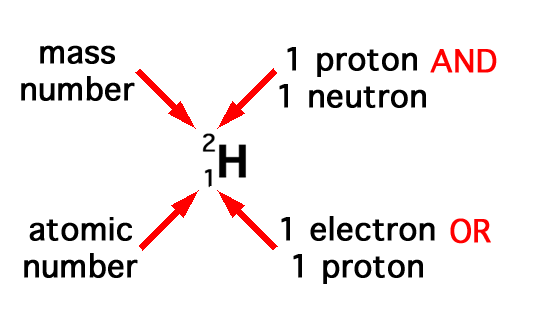 mass
number
1 proton AND
1 neutron
2
1
H
atomic
number
1 electron OR
1 proton